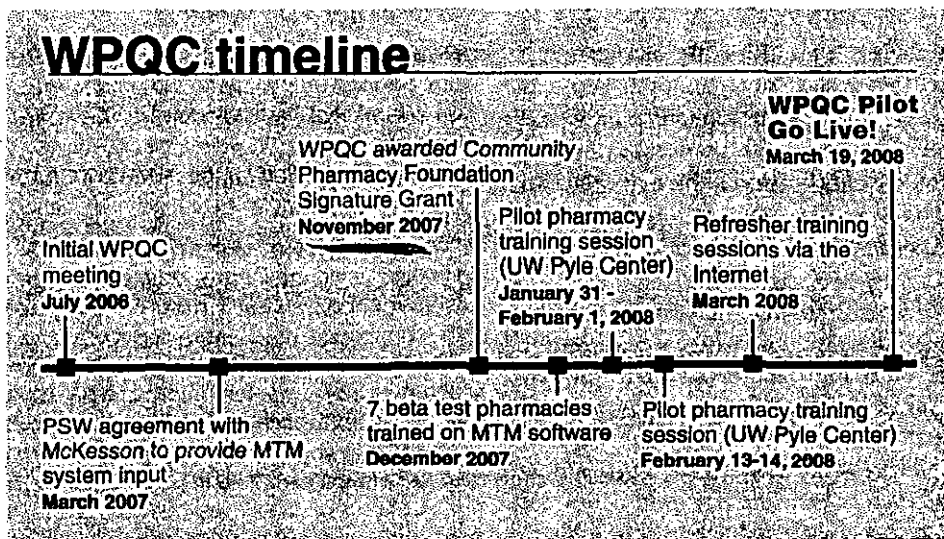 WPQC timeline
WPQC Pilot
Go Live!
March 19, 2008
WPQC awarded Community
Pharmacy Foundation
Signature Grant
November 2007
Pilot pharmacy
training session
(UW Pyle Center)
January 31 -
February 1, 2008
Refresher training
sessions via the
Internet
March 2008
Initial WPQC
meeting
July 2006
PSW agreement with
McKesson to provide MTM
system input
March 2007
7 beta test pharmacies
trained on MTM software
December 2007
Pilot pharmacy training
session (UW Pyle Center)
February 13-14, 2008